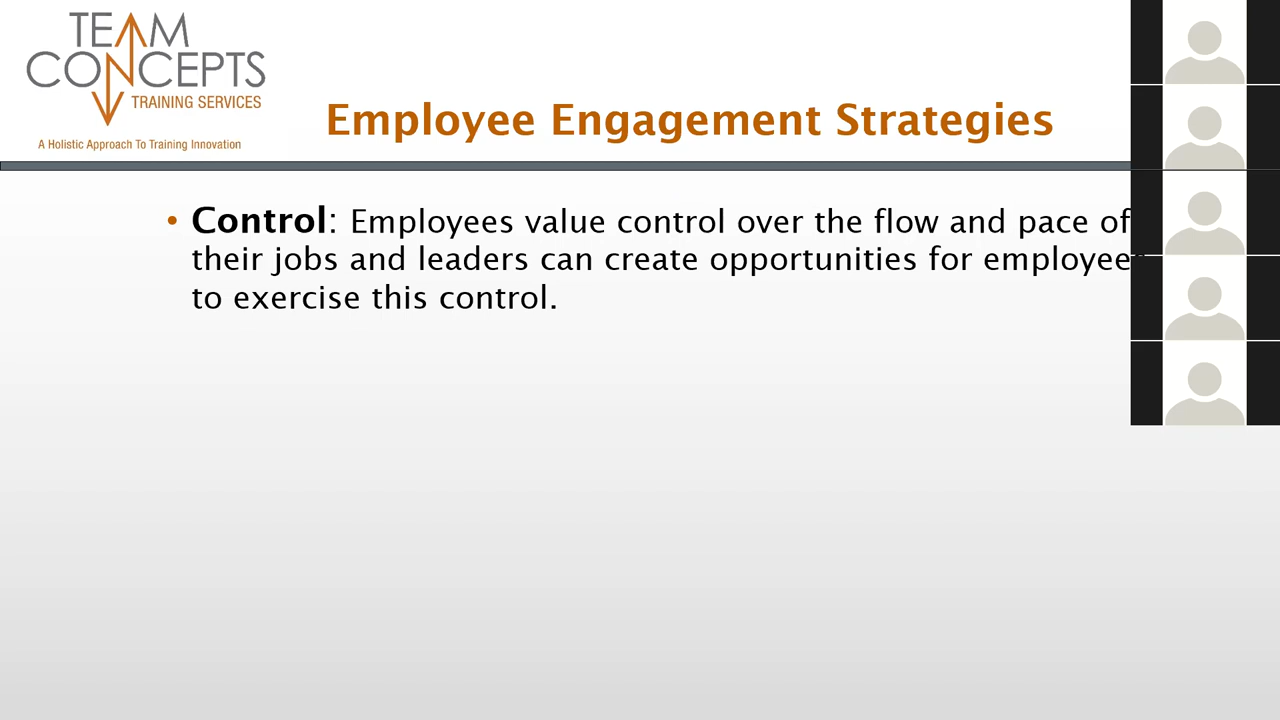 TEAM
CONCEPTS
TRAINING SERVICES
A Holistic Approach To Training Innovation
Employee Engagement Strategies
• Control: Employees value control over the flow and pace of
their jobs and leaders can create opportunities for employees
to exercise this control.